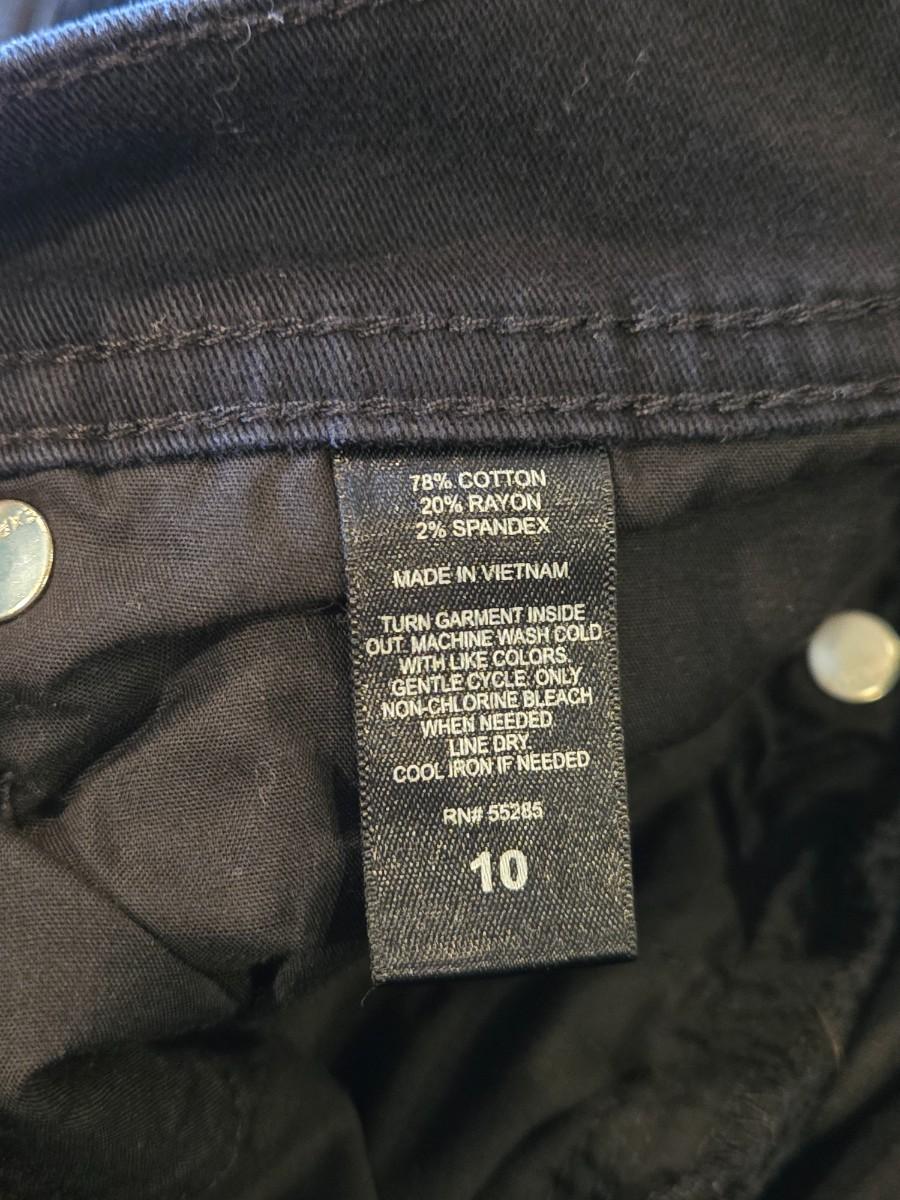 78% COTTON
20% RAYON
2% SPANDEX
MADE IN VIETNAM
TURN GARMENT INSIDE
OUT. MACHINE WASH COLD
WITH LIKE COLORS.
GENTLE CYCLE. ONLY
NON-CHLORINE BLEACH
WHEN NEEDED
LINE DRY.
COOL IRON IF NEEDED
RN# 55285
10